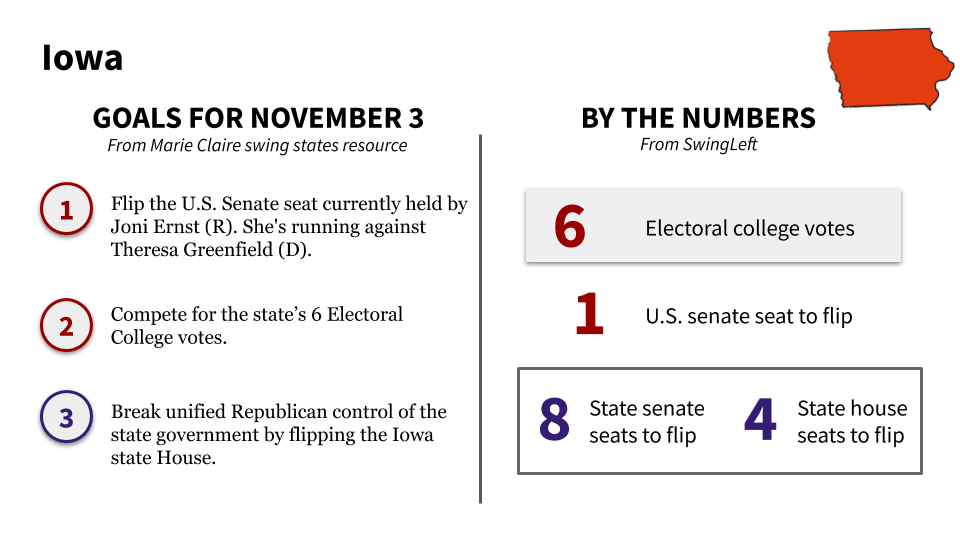 Iowa
GOALS FOR NOVEMBER 3
From Marie Claire swing states resource
1
Flip the U.S. Senate seat currently held by
Joni Ernst (R). She's running against
Theresa Greenfield (D).
2
Compete for the state’s 6 Electoral
College votes.
3
Break unified Republican control of the
state government by flipping the Iowa
state House.
BY THE NUMBERS
From SwingLeft
6
Electoral college votes
1
U.S. senate seat to flip
8
State senate
seats to flip
4
State house
seats to flip